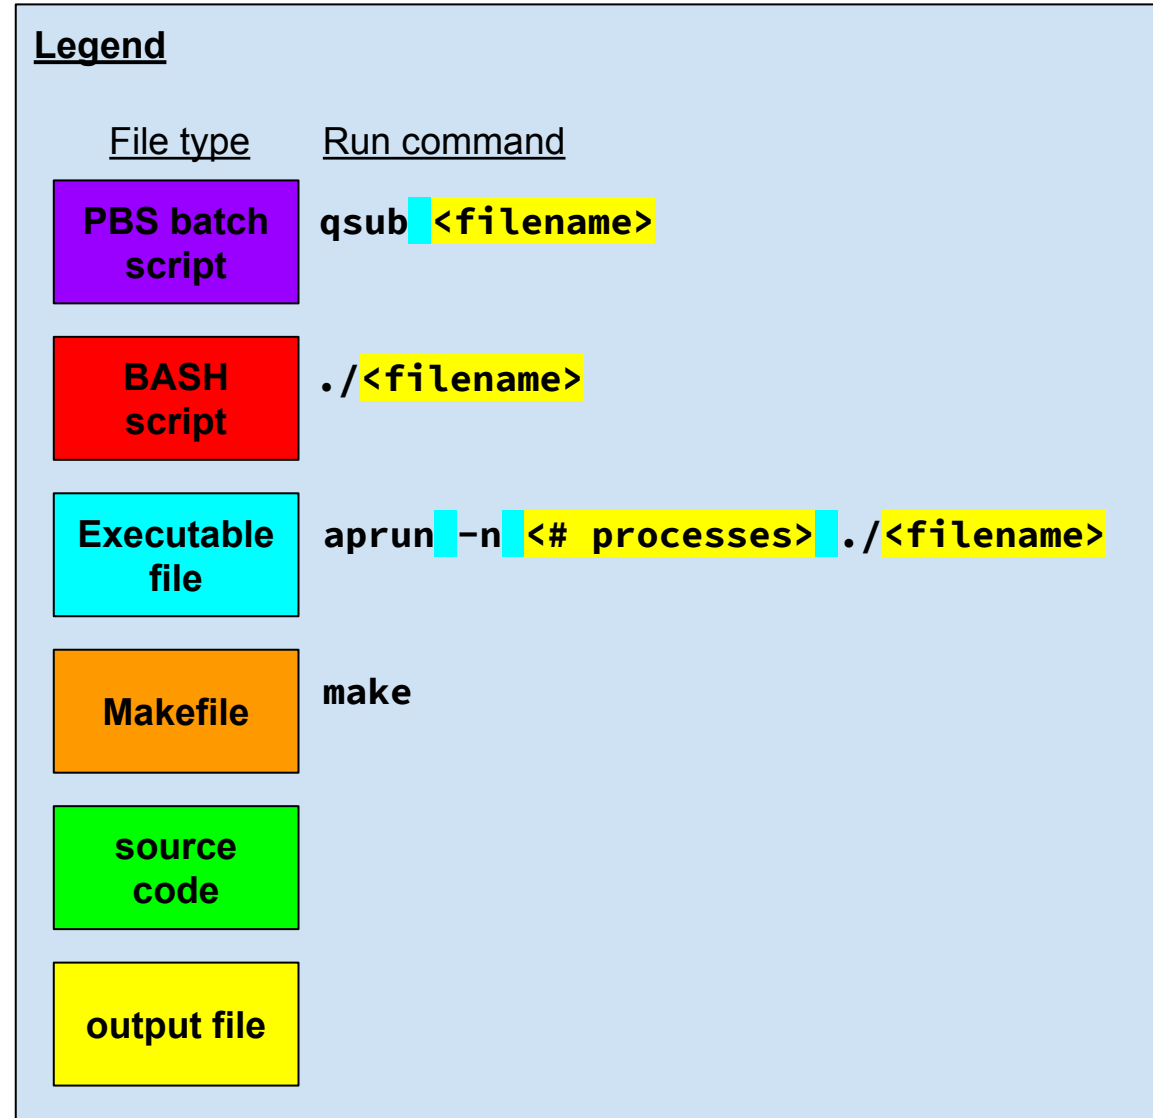 Legend
File type Run command
PBS batch
script
qsub <filename>
BASH
script
./<filename>
Executable
file
aprun -n <# processes> ./<filename>
Makefile
make
source
code
output file